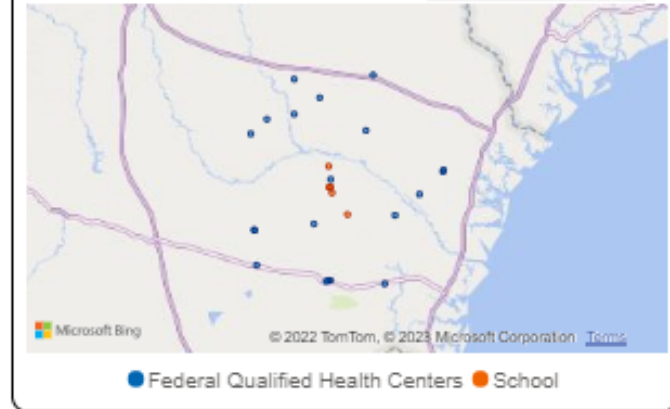 Microsoft Bing
© 2022 TomTom, © 2023 Microsoft Corporation Terms
Federal Qualified Health Centers School